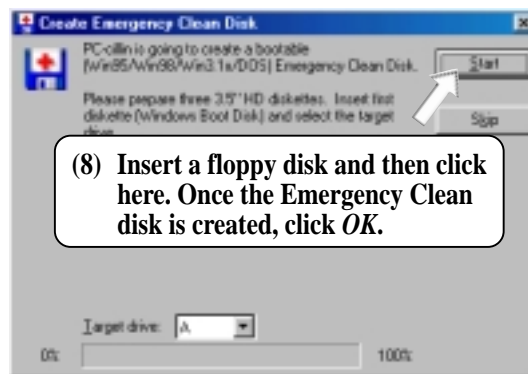 Create Emergency Clean Disk
PC-cillin is going to create a bootable
(Win95/Win98/Win3.1x/DOS) Emergency Clean Disk.
Start
Please prepare three 3.5" HD diskettes. Insert first
diskette (Windows Boot Disk) and select the target
drive.
Skip
(8) Insert a floppy disk and then click
here. Once the Emergency Clean
disk is created, click OK.
Target drive: A:
0% 100%